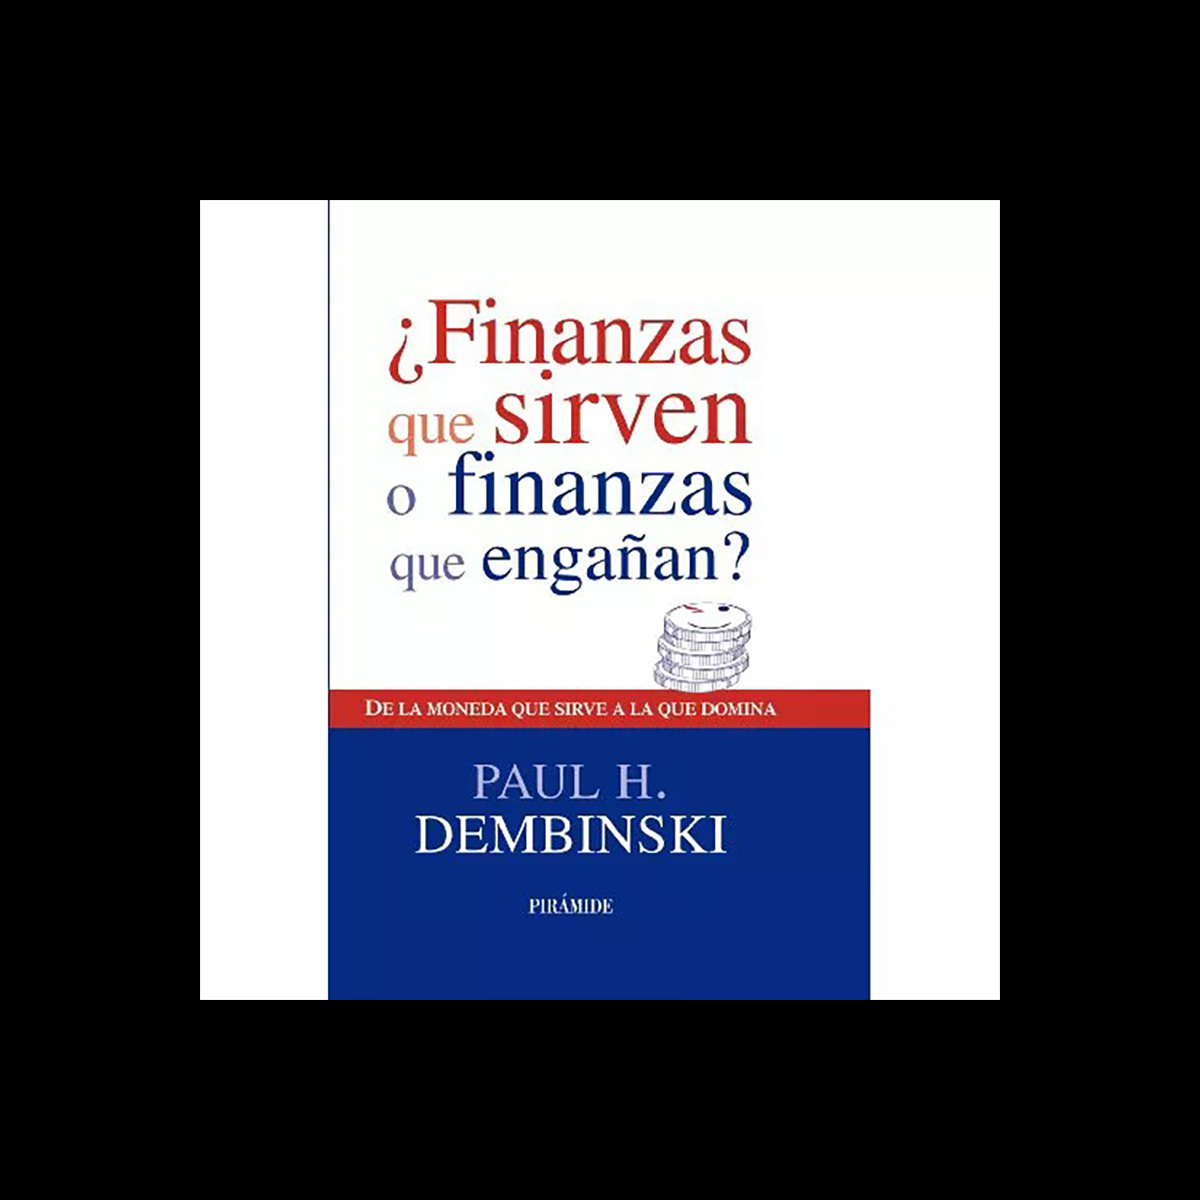 ¿Finanzas
que sirven
o finanzas
que engañan?
DE LA MONEDA QUE SIRVE A LA QUE DOMINA
PAUL H.
DEMBINSKI
PIRÁMIDE